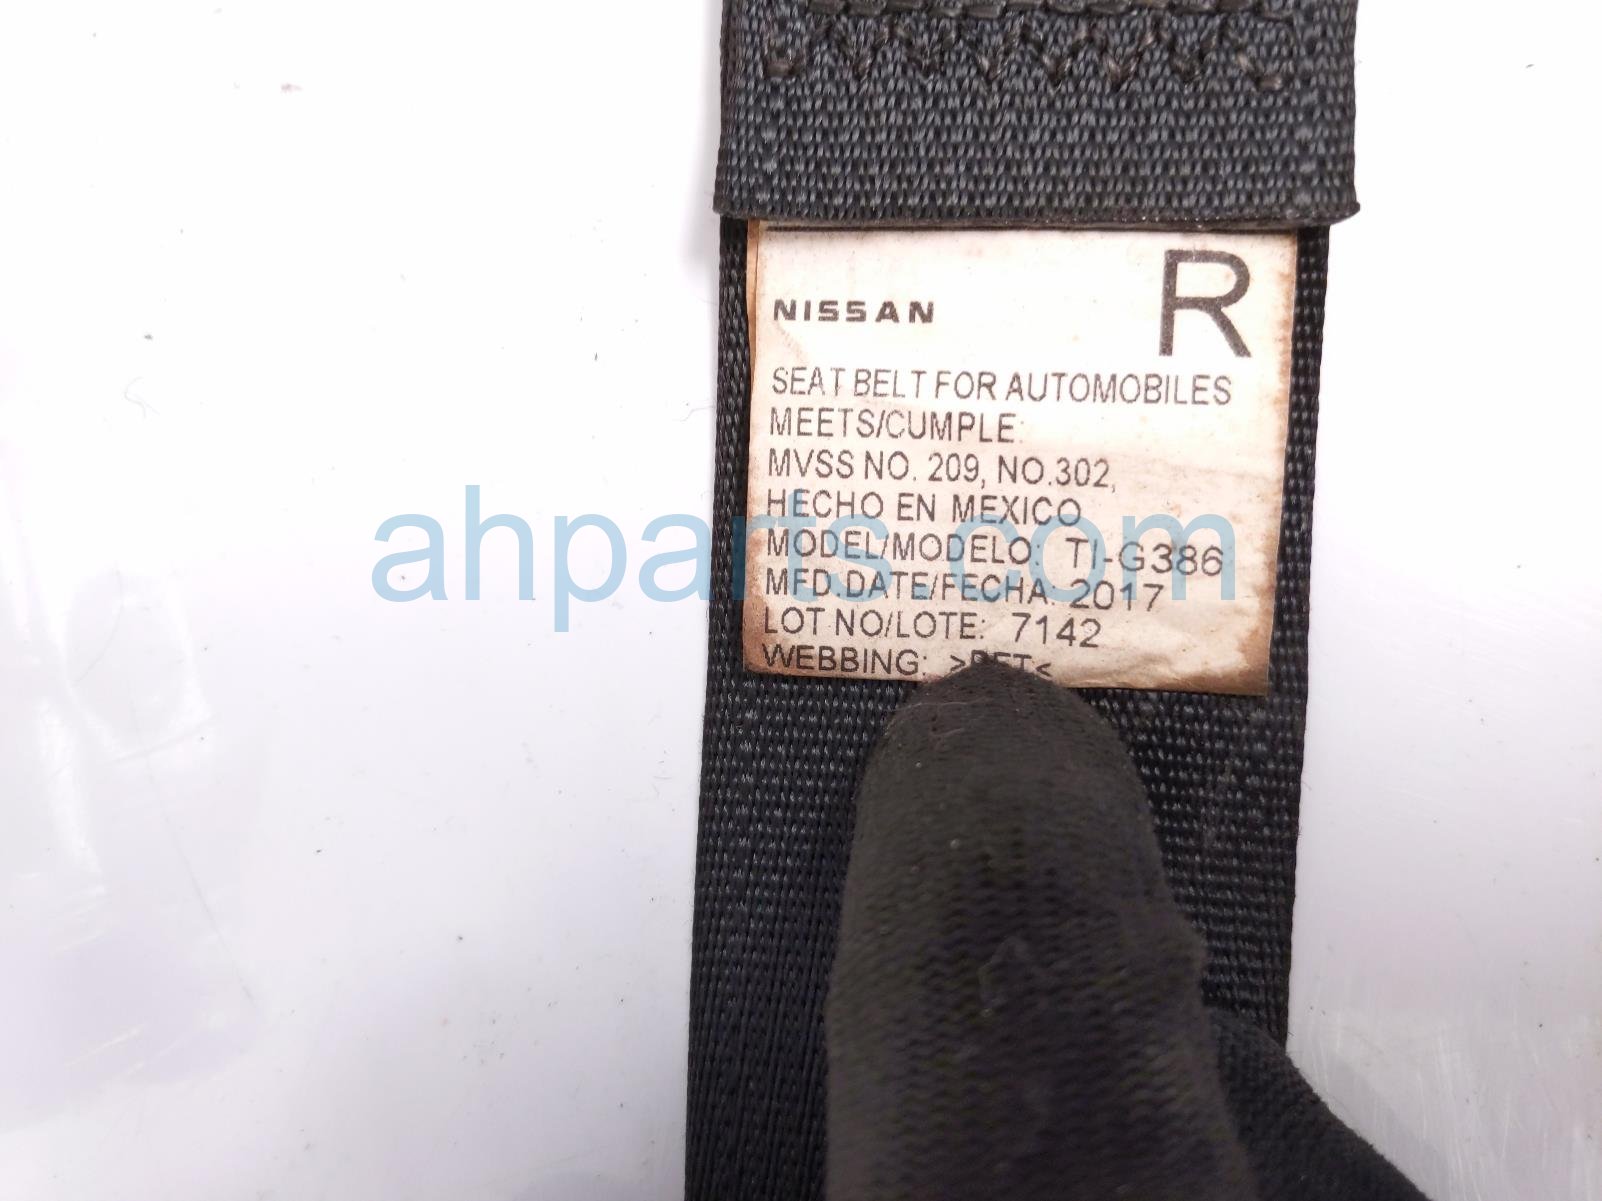 R
NISSAN
SEAT BELT FOR AUTOMOBILES
MEETS/CUMPLE:
MVSS NO. 209, NO.302,
HECHO EN MEXICO
MODEL/MODELO: TI-G386
MFD.DATE/FECHA: 2017
LOT NO/LOTE: 7142
WEBBING: >PET<
ahparts.com